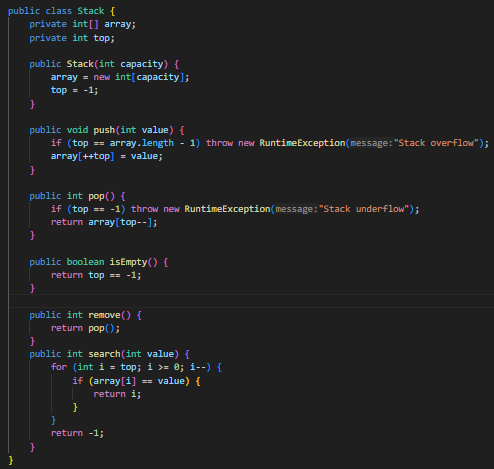 public class Stack {
    private int[] array;
    private int top;

    public Stack(int capacity) {
        array = new int[capacity];
        top = -1;
    }

    public void push(int value) {
        if (top == array.length - 1) throw new RuntimeException(message:"Stack overflow");
        array[++top] = value;
    }

    public int pop() {
        if (top == -1) throw new RuntimeException(message:"Stack underflow");
        return array[top--];
    }

    public boolean isEmpty() {
        return top == -1;
    }

    public int remove() {
        return pop();
    }
    public int search(int value) {
        for (int i = top; i >= 0; i--) {
            if (array[i] == value) {
                return i;
            }
        }
        return -1;
    }
}